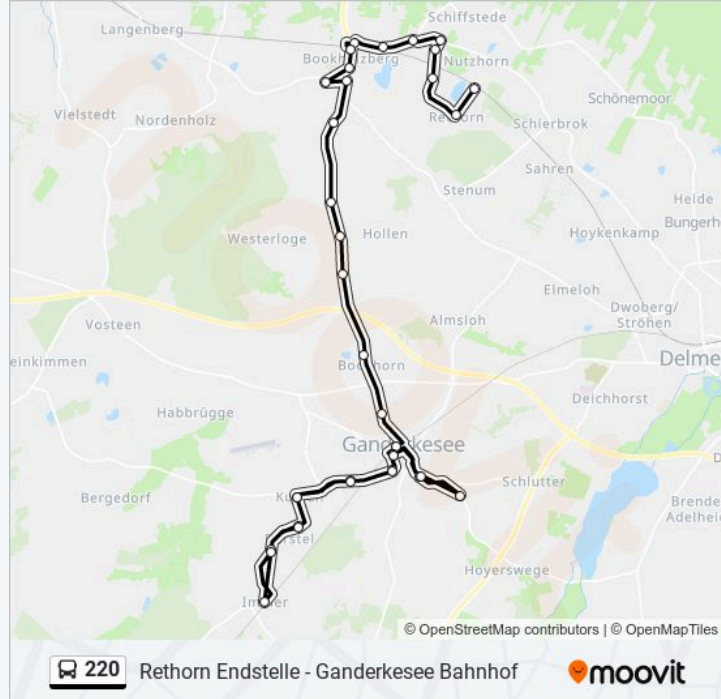 Langenberg
Schiffstede
Bookholzberg
Nutzhorn
Vielstedt
Nordenholz
Schönemoor
Rethorn
Schierbrok
Sahren
Stenum
Heide
Westerloge
Hollen
Hoykenkamp
Bungerh
Elmeloh
Vosteen
Almsloh
Dwoberg/
Ströhen
einkimmen
Bookhorn
Delme
Deichhorst
Habbrügge
Ganderkesee
Bergedorf
Schlutter
Brende
Adelheid
Hoyerswege
© OpenStreetMap contributors | © OpenMapTiles
220 Rethorn Endstelle - Ganderkesee Bahnhof moovit